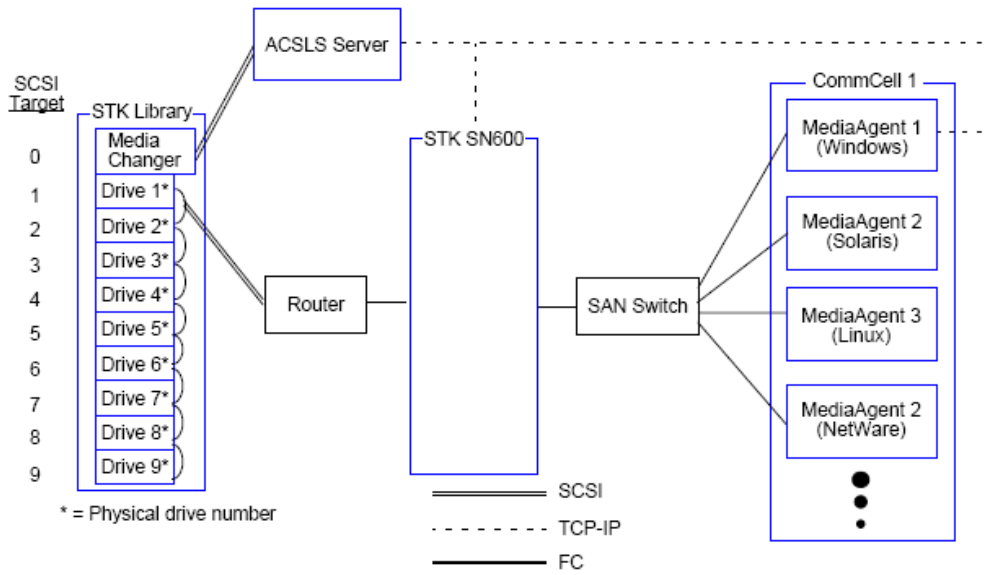 ACSLS Server
SCSI
Target
STK Library
CommCell 1
Media
Changer
0
STK SN600
MediaAgent 1
(Windows)
Drive 1*
1
Drive 2*
2
MediaAgent 2
(Solaris)
Drive 3*
3
Drive 4*
4
Router
SAN Switch
MediaAgent 3
(Linux)
Drive 5*
5
Drive 6*
6
Drive 7*
7
MediaAgent 2
(NetWare)
Drive 8*
8
Drive 9*
9
* = Physical drive number
SCSI
TCP-IP
FC